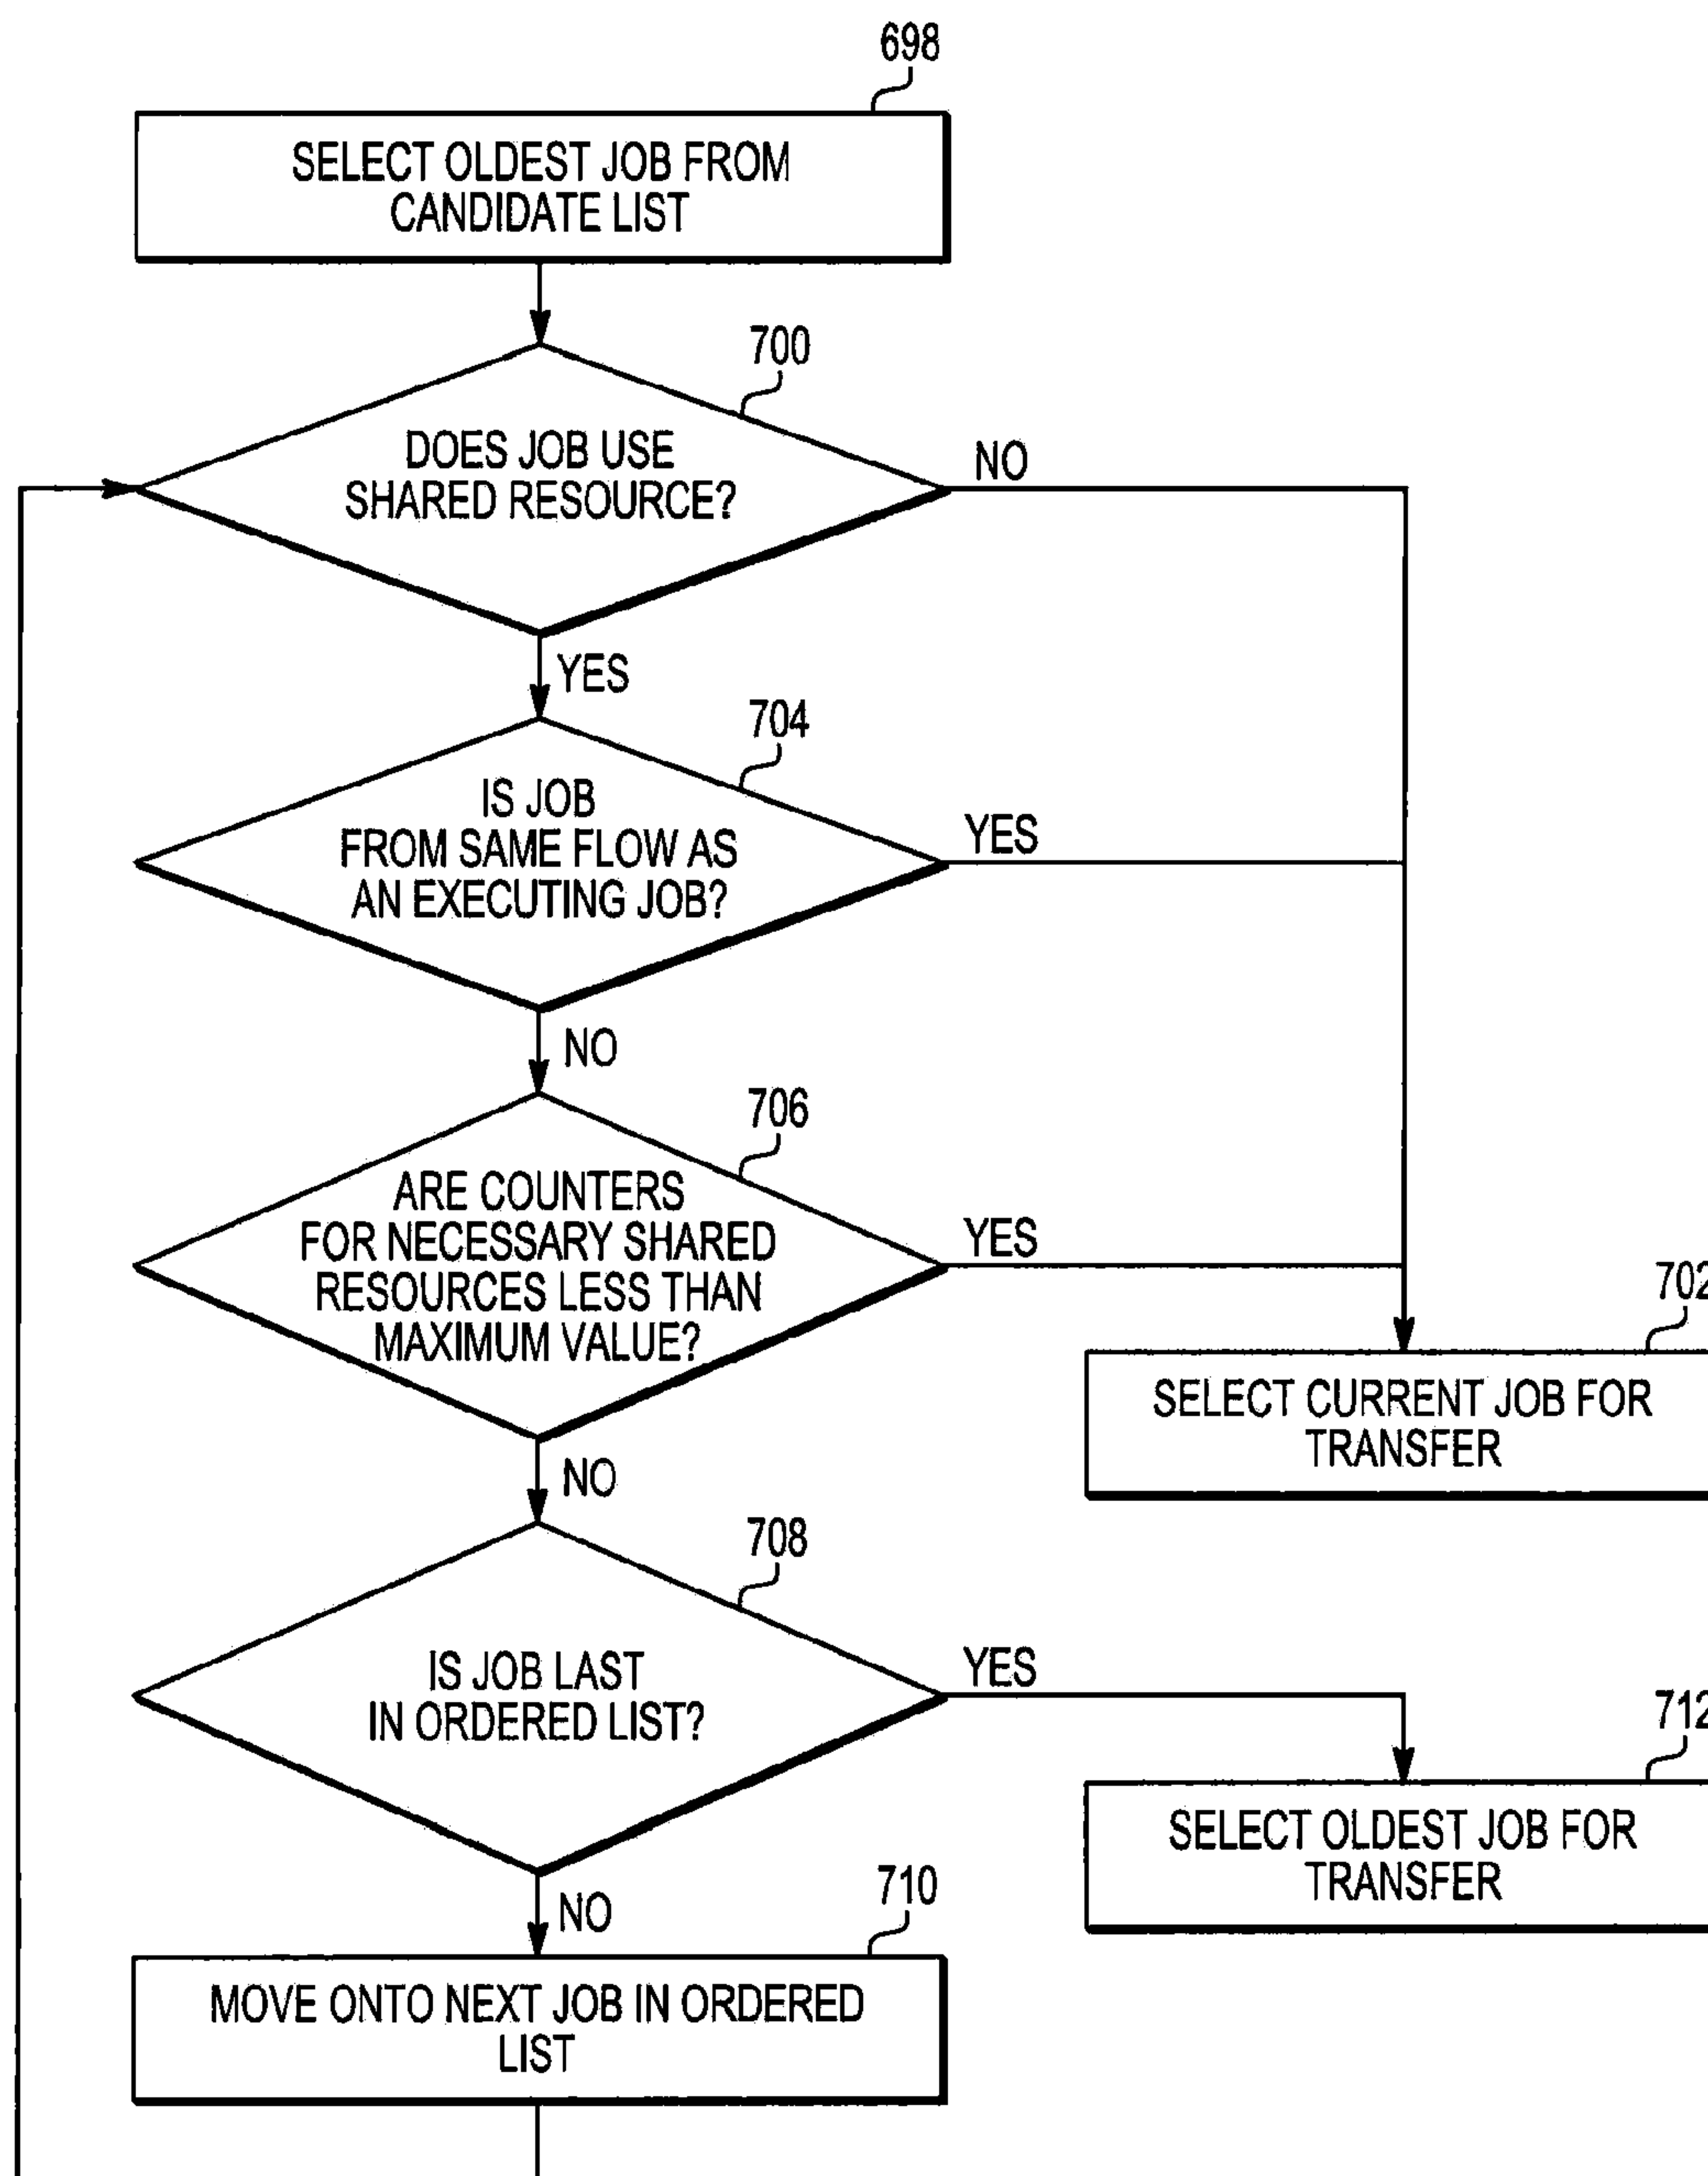 698
SELECT OLDEST JOB FROM
CANDIDATE LIST
700
DOES JOB USE
SHARED RESOURCE?
NO
YES
704
IS JOB
FROM SAME FLOW AS
AN EXECUTING JOB?
YES
NO
706
ARE COUNTERS
FOR NECESSARY SHARED
RESOURCES LESS THAN
MAXIMUM VALUE?
YES
702
SELECT CURRENT JOB FOR
TRANSFER
NO
708
IS JOB LAST
IN ORDERED LIST?
YES
712
SELECT OLDEST JOB FOR
TRANSFER
NO
710
MOVE ONTO NEXT JOB IN ORDERED
LIST